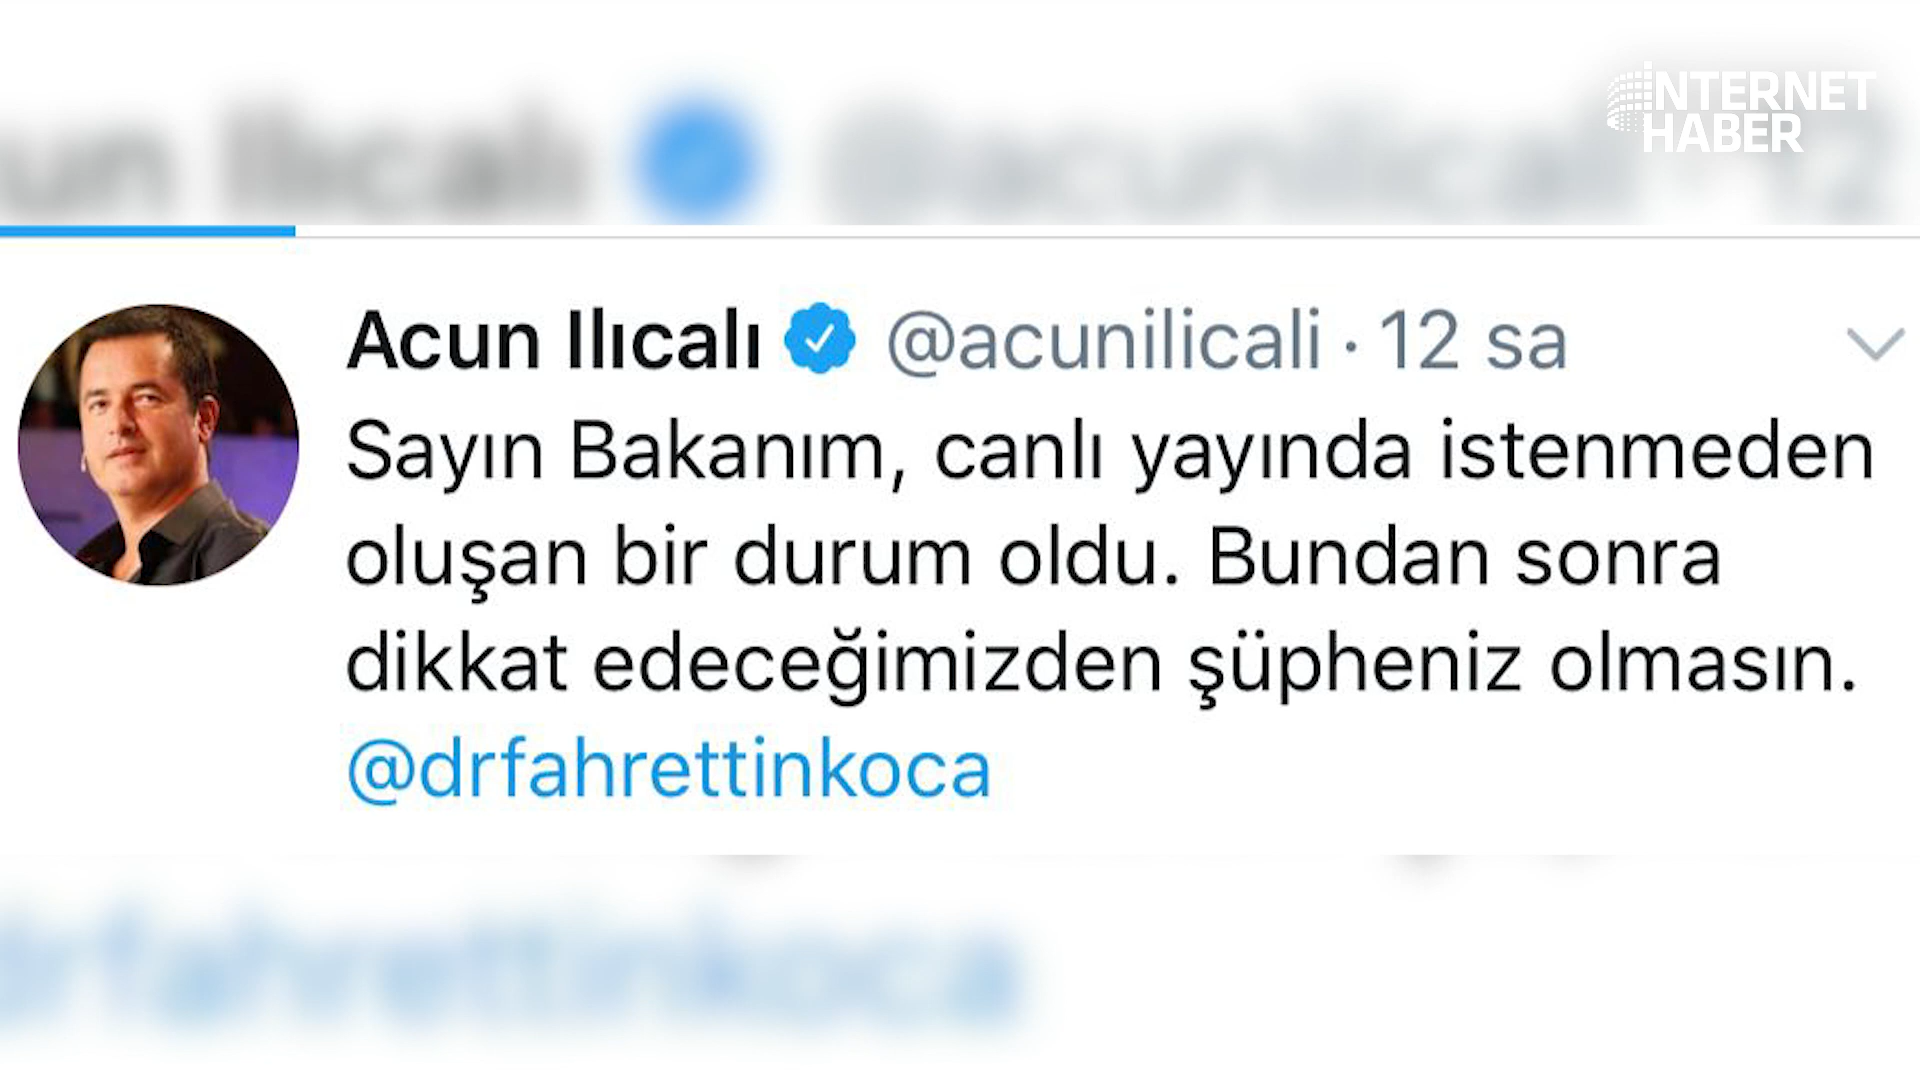 İNTERNET
HABER
Acun Ilıcalı @acunilicali · 12 sa
Sayın Bakanım, canlı yayında istenmeden
oluşan bir durum oldu. Bundan sonra
dikkat edeceğimizden şüpheniz olmasın.
@drfahrettinkoca